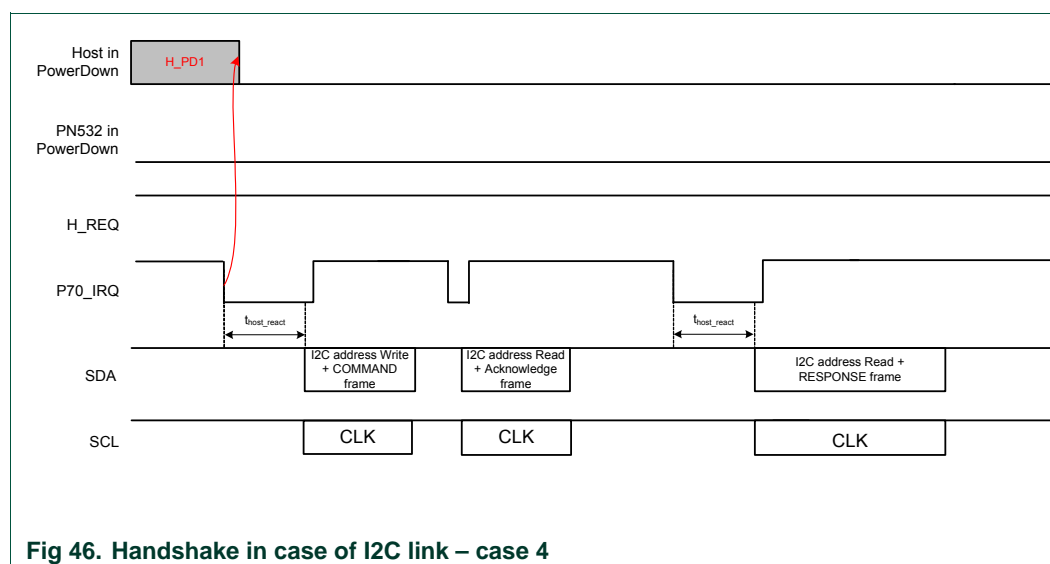 Host in
PowerDown
H_PD1
PN532 in
PowerDown
H_REQ
P70_IRQ
thost_react
thost_react
SDA
I2C address Write
+ COMMAND
frame
I2C address Read
+ Acknowledge
frame
I2C address Read +
RESPONSE frame
SCL
CLK
CLK
CLK
Fig 46. Handshake in case of I2C link – case 4